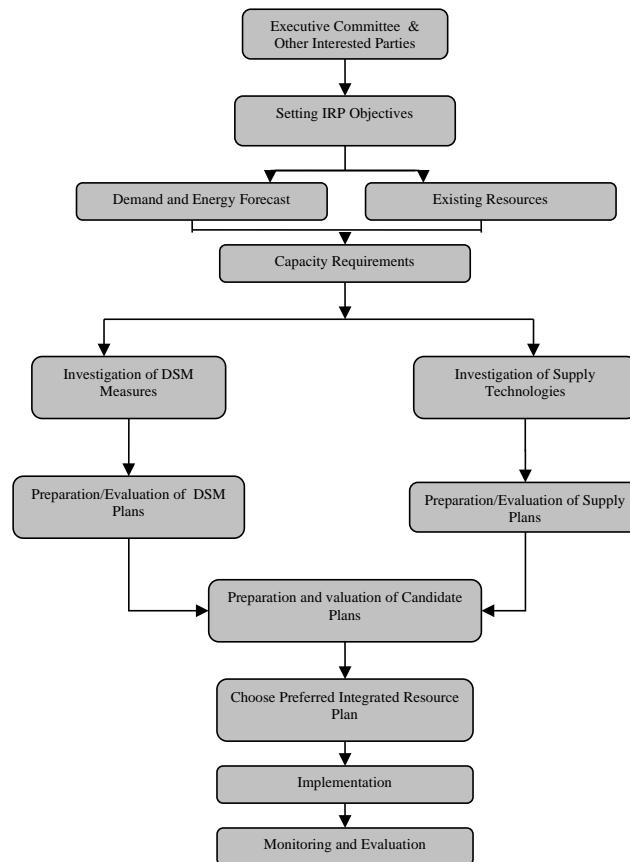 Executive Committee &
Other Interested Parties
Setting IRP Objectives
Demand and Energy Forecast
Existing Resources
Capacity Requirements
Investigation of DSM
Measures
Investigation of Supply
Technologies
Preparation/Evaluation of DSM
Plans
Preparation/Evaluation of Supply
Plans
Preparation and valuation of Candidate
Plans
Choose Preferred Integrated Resource
Plan
Implementation
Monitoring and Evaluation